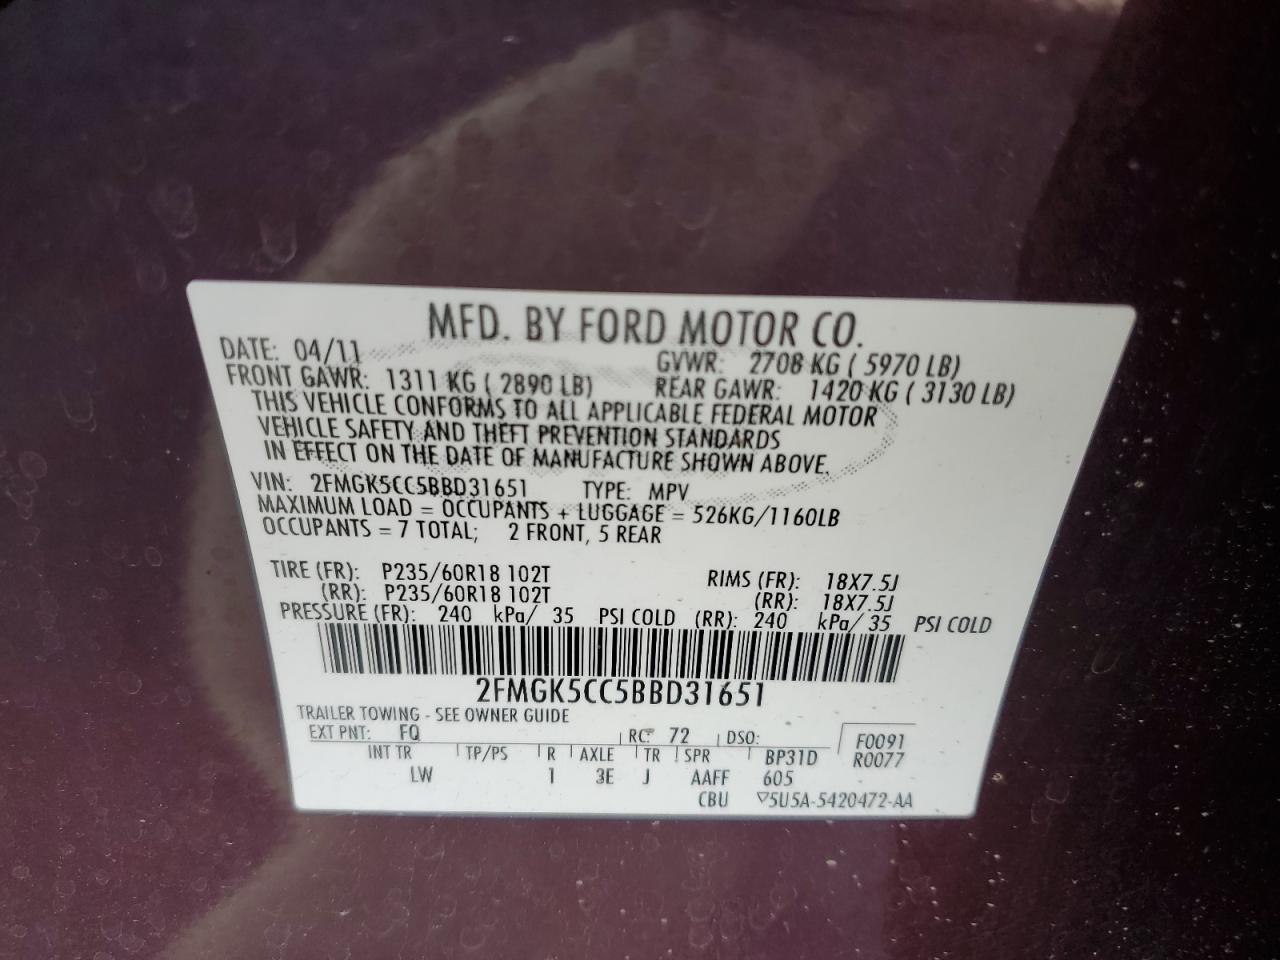 MFD. BY FORD MOTOR CO.
DATE: 04/11 GVWR: 2708 KG ( 5970 LB)
FRONT GAWR: 1311 KG ( 2890 LB) REAR GAWR: 1420 KG ( 3130 LB)
THIS VEHICLE CONFORMS TO ALL APPLICABLE FEDERAL MOTOR
VEHICLE SAFETY AND THEFT PREVENTION STANDARDS
IN EFFECT ON THE DATE OF MANUFACTURE SHOWN ABOVE.
VIN: 2FMGK5CC5BBD31651 TYPE: MPV
MAXIMUM LOAD = OCCUPANTS + LUGGAGE = 526KG/1160LB
OCCUPANTS = 7 TOTAL; 2 FRONT, 5 REAR
TIRE (FR): P235/60R18 102T RIMS (FR): 18X7.5J
(RR): P235/60R18 102T (RR): 18X7.5J
PRESSURE (FR): 240 kPa/ 35 PSI COLD (RR): 240 kPa/ 35 PSI COLD
2FMGK5CC5BBD31651
TRAILER TOWING - SEE OWNER GUIDE
EXT PNT: FQ RC: 72 DSO: F0091
INT TR TP/PS R AXLE TR SPR BP31D R0077
LW 1 3E J AAFF 605
CBU ▽5U5A-5420472-AA